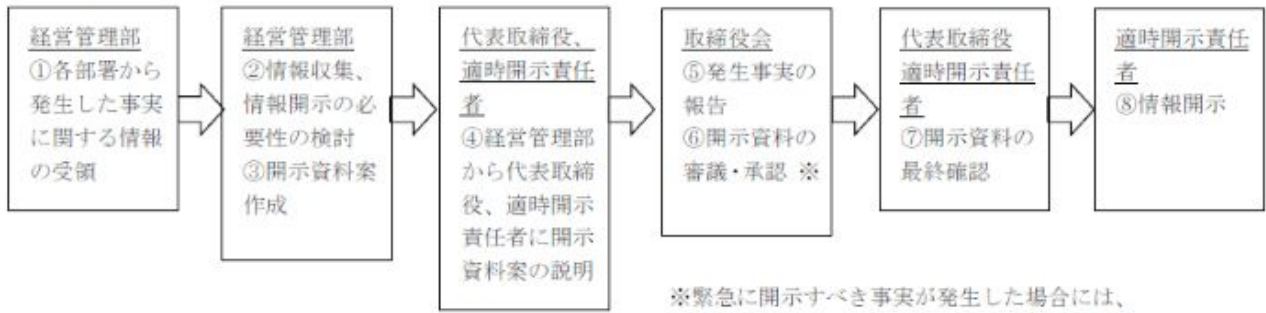 経営管理部
①各部署から
発生した事実
に関する情報
の受領
経営管理部
②情報収集、
情報開示の必
要性の検討
③開示資料案
作成
代表取締役、
適時開示責任
者
④経営管理部
から代表取締
役、適時開示
責任者に開示
資料案の説明
取締役会
⑤発生事実の
報告
⑥開示資料の
審議・承認 ※
代表取締役
適時開示責任
者
⑦開示資料の
最終確認
適時開示責任
者
⑧情報開示
※緊急に開示すべき事実が発生した場合には、